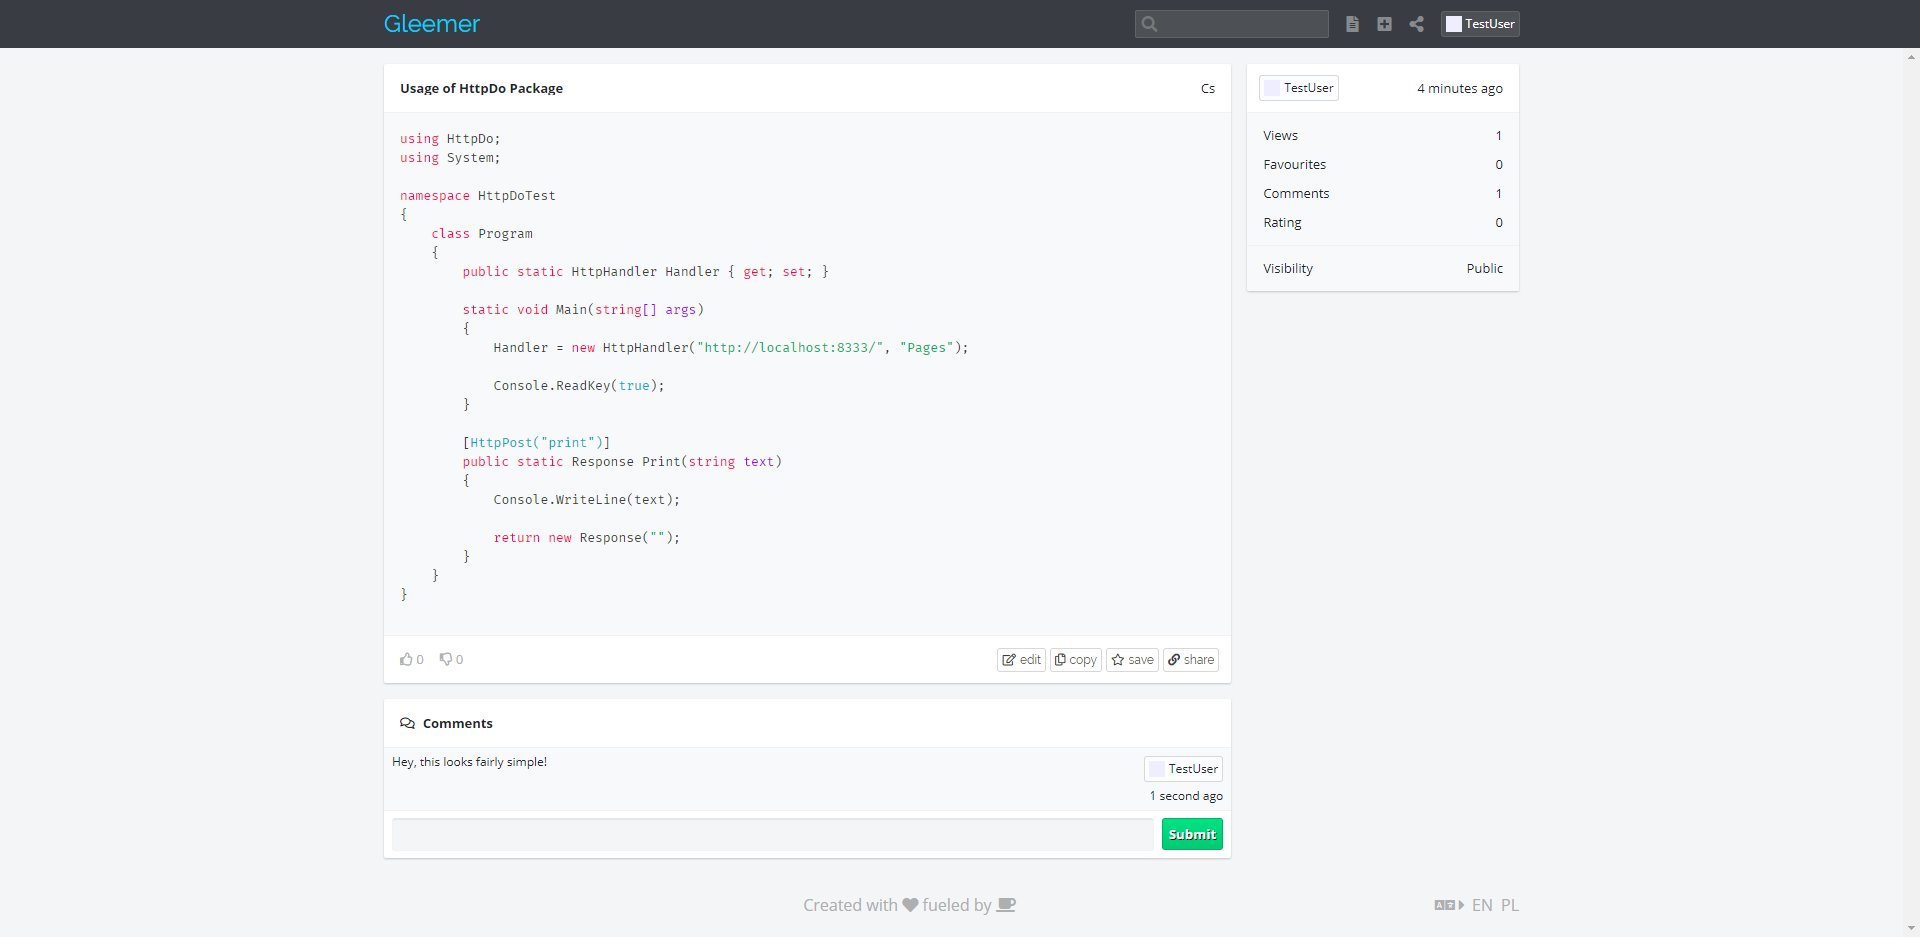 Gleemer
TestUser
Usage of HttpDo Package
Cs
using HttpDo;
using System;
namespace HttpDoTest
{
    class Program
    {
        public static HttpHandler Handler { get; set; }
        static void Main(string[] args)
        {
            Handler = new HttpHandler("http://localhost:8333/", "Pages");
            Console.ReadKey(true);
        }
        [HttpPost("print")]
        public static Response Print(string text)
        {
            Console.WriteLine(text);
            return new Response("");
        }
    }
}
0 0
edit copy save share
TestUser
4 minutes ago
Views 1
Favourites 0
Comments 1
Rating 0
Visibility Public
Comments
Hey, this looks fairly simple!
TestUser
1 second ago
Submit
Created with fueled by
EN PL